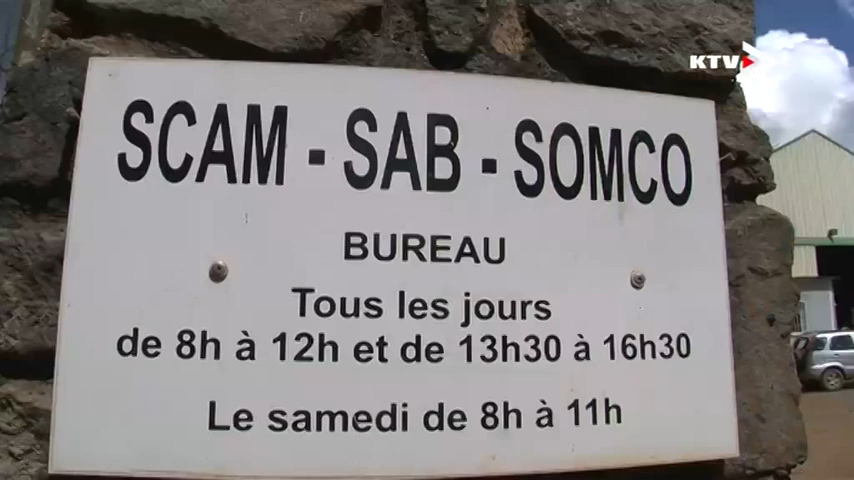 KTV
SCAM - SAB - SOMCO
BUREAU
Tous les jours
de 8h à 12h et de 13h30 à 16h30
Le samedi de 8h à 11h